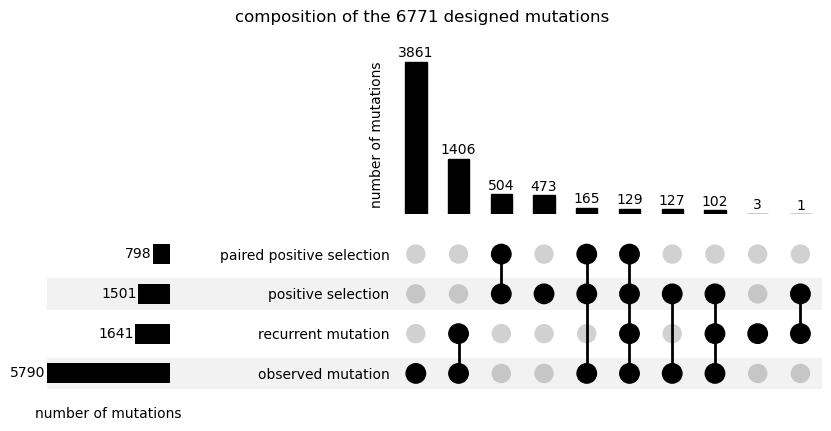 composition of the 6771 designed mutations
number of mutations
3861
1406
504
473
165
129
127
102
3
1
798
paired positive selection
1501
positive selection
1641
recurrent mutation
5790
observed mutation
number of mutations